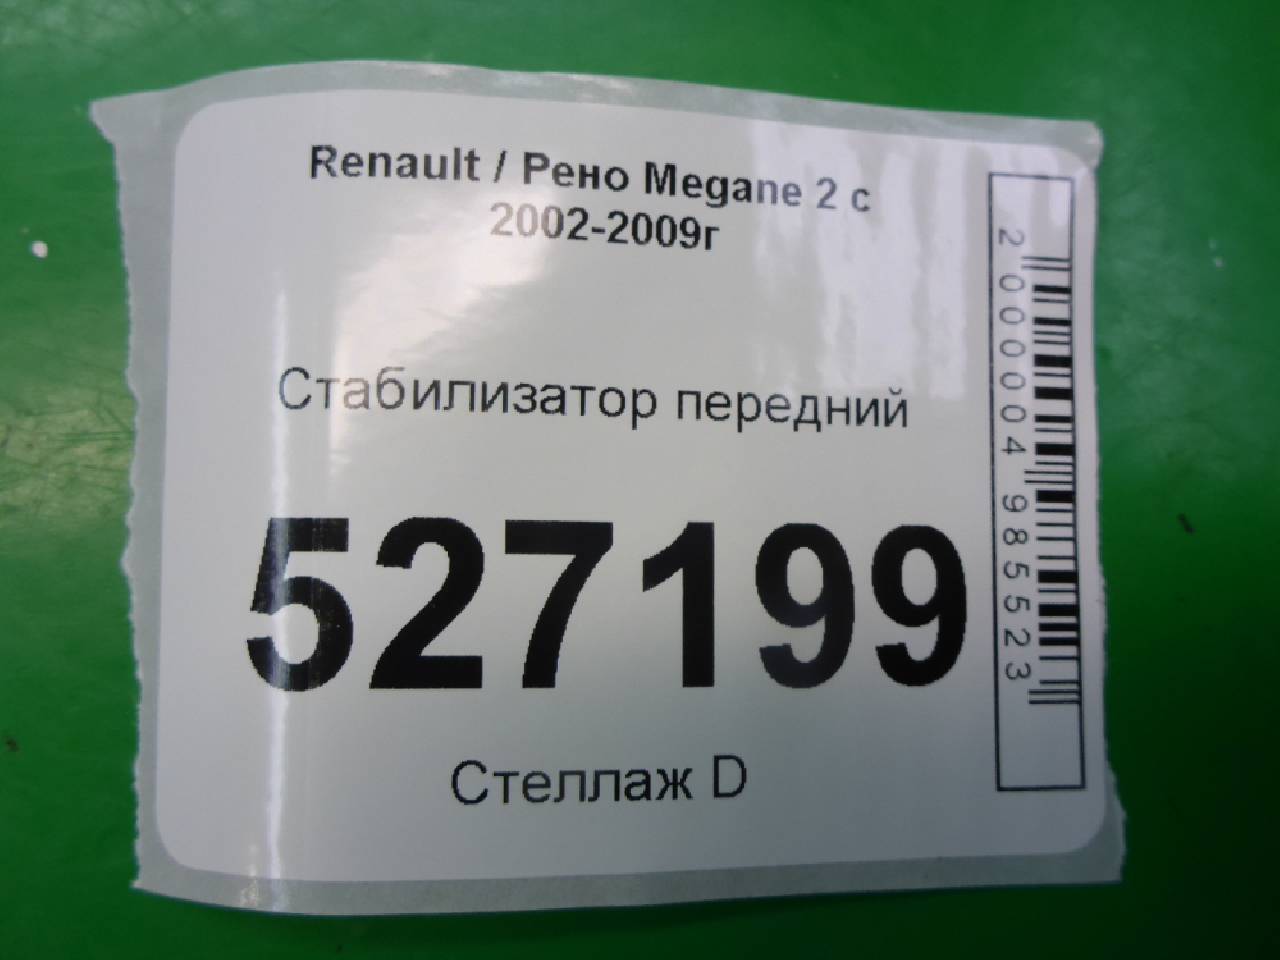 Renault / Рено Megane 2 с
2002-2009г
Стабилизатор передний
527199
Стеллаж D
2000004985523